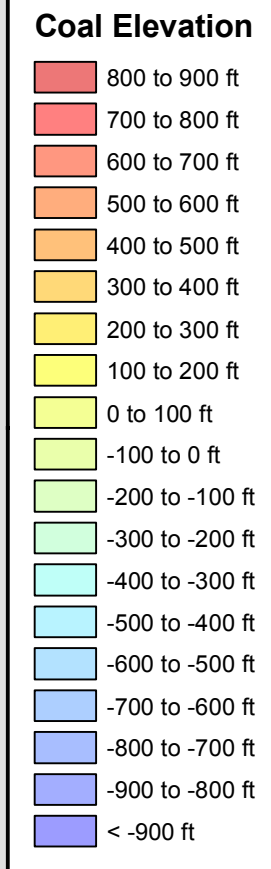 Coal Elevation
800 to 900 ft
700 to 800 ft
600 to 700 ft
500 to 600 ft
400 to 500 ft
300 to 400 ft
200 to 300 ft
100 to 200 ft
0 to 100 ft
-100 to 0 ft
-200 to -100 ft
-300 to -200 ft
-400 to -300 ft
-500 to -400 ft
-600 to -500 ft
-700 to -600 ft
-800 to -700 ft
-900 to -800 ft
< -900 ft